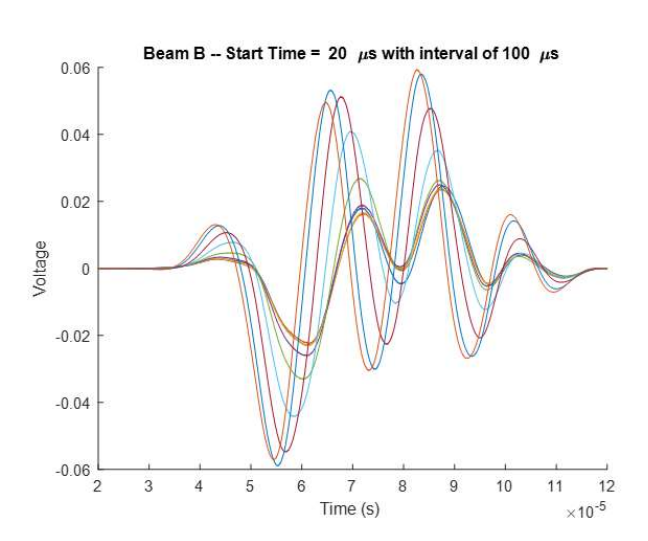 Beam B -- Start Time = 20 μs with interval of 100 μs
0.06
0.04
0.02
0
-0.02
-0.04
-0.06
Voltage
2 3 4 5 6 7 8 9 10 11 12
Time (s)
×10-5